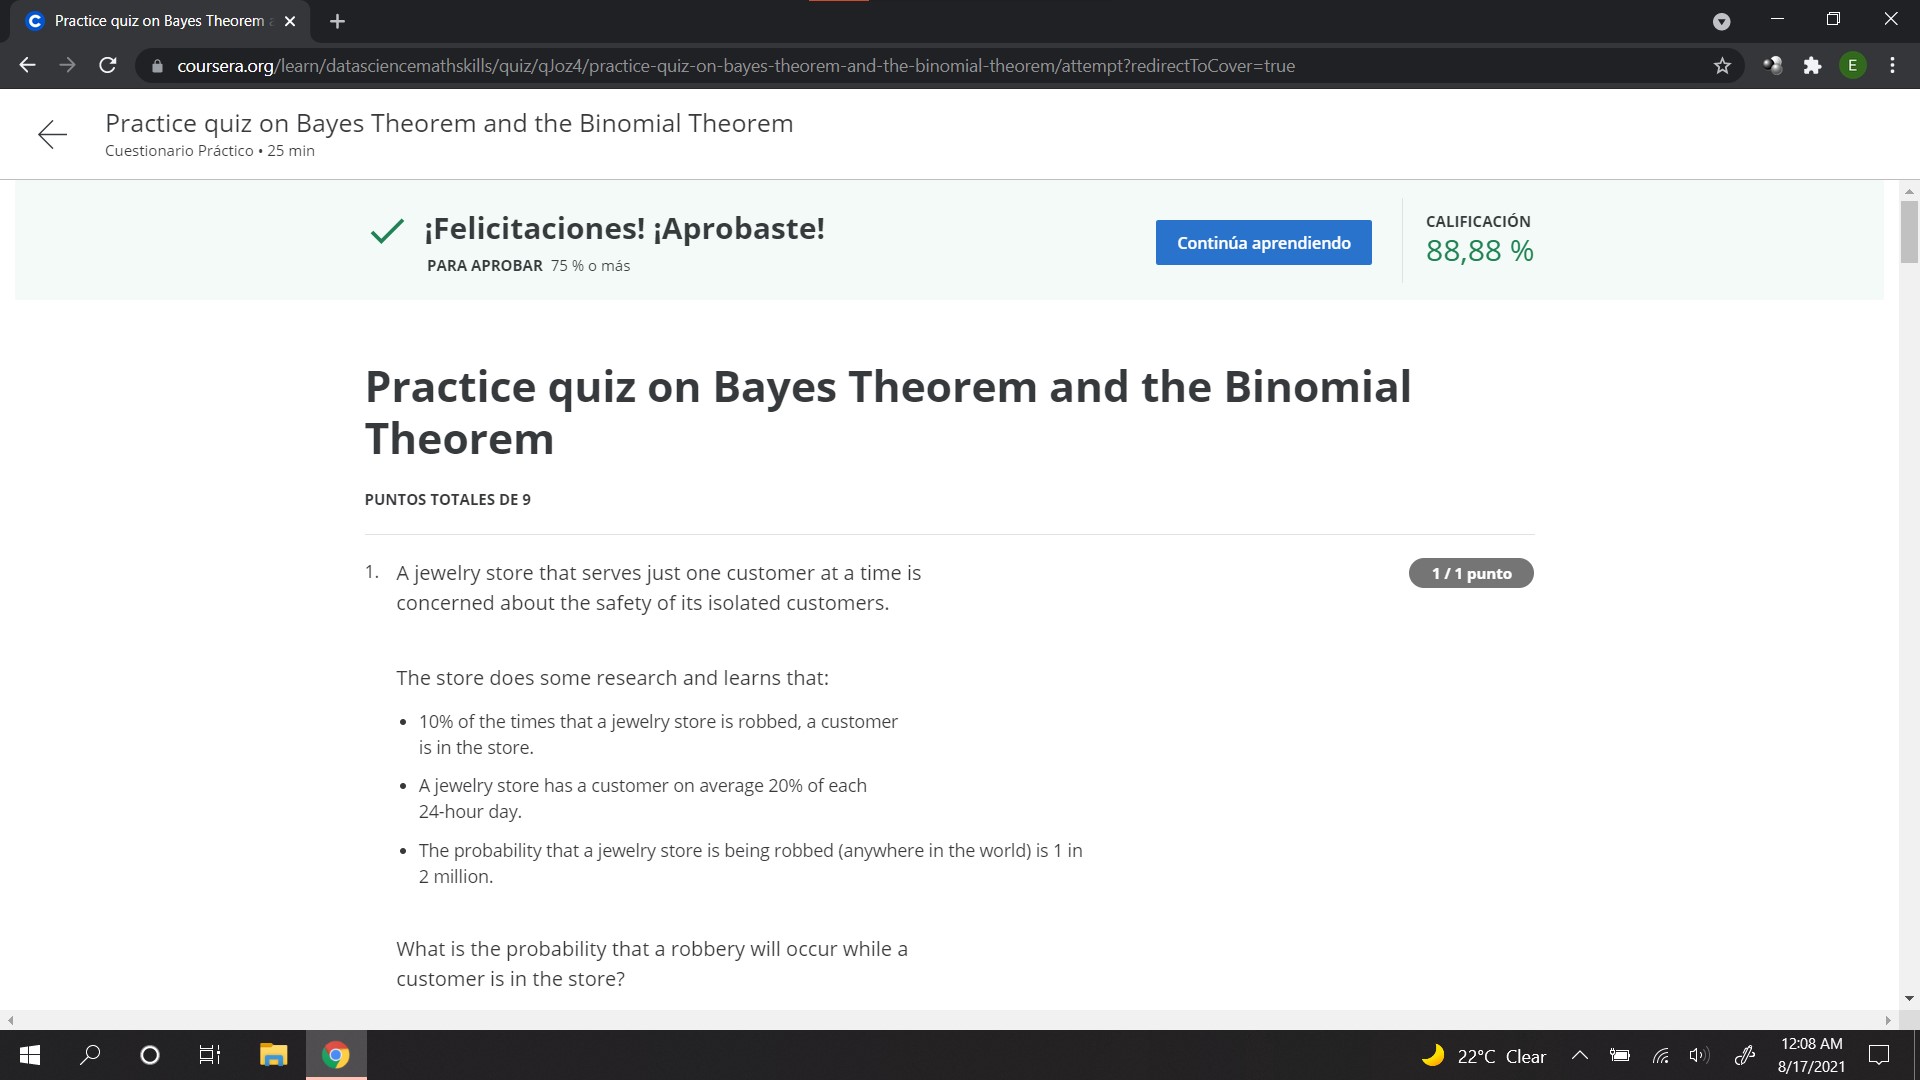 Practice quiz on Bayes Theorem a
coursera.org/learn/datasciencemathskills/quiz/qJoz4/practice-quiz-on-bayes-theorem-and-the-binomial-theorem/attempt?redirectToCover=true
E
Practice quiz on Bayes Theorem and the Binomial Theorem
Cuestionario Práctico • 25 min
¡Felicitaciones! ¡Aprobaste!
PARA APROBAR 75 % o más
Continúa aprendiendo
CALIFICACIÓN
88,88 %
Practice quiz on Bayes Theorem and the Binomial
Theorem
PUNTOS TOTALES DE 9
1. A jewelry store that serves just one customer at a time is
concerned about the safety of its isolated customers.
1 / 1 punto
The store does some research and learns that:
• 10% of the times that a jewelry store is robbed, a customer
is in the store.
• A jewelry store has a customer on average 20% of each
24-hour day.
• The probability that a jewelry store is being robbed (anywhere in the world) is 1 in
2 million.
What is the probability that a robbery will occur while a
customer is in the store?
22°C Clear
12:08 AM
8/17/2021